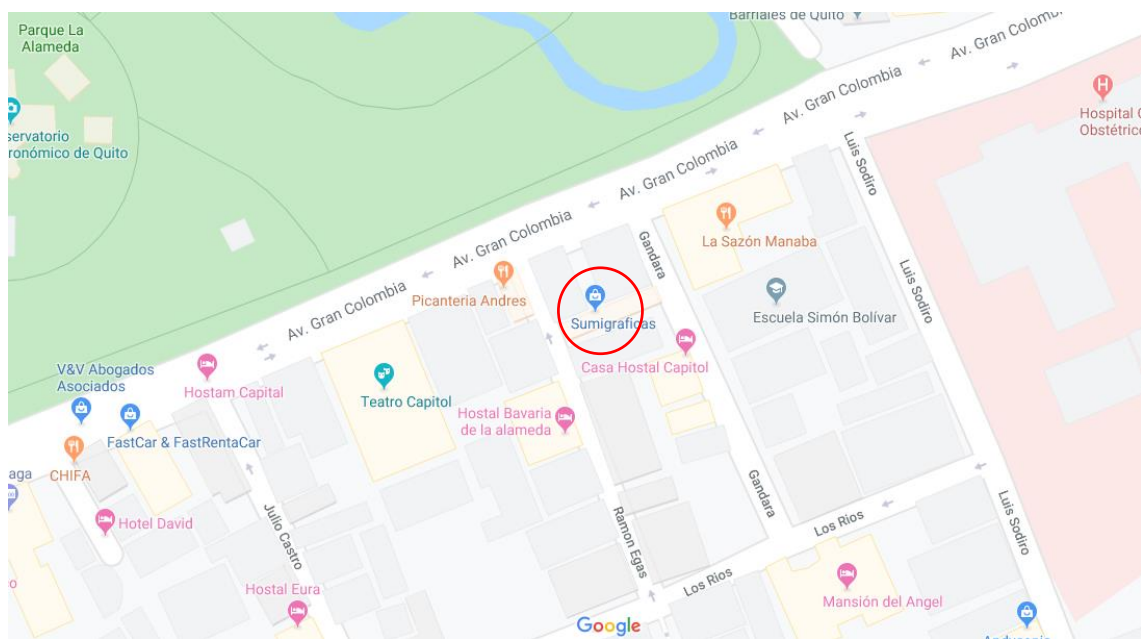 Parque La
Alameda
Barriales de Quito
Av. Gran Colombia
Av. Gran Colombia
Av. Gran Colombia
Av. Gran Colombia
Av. Gran Colombia
Hospital
Obstétric
servatorio
ronómico de Quito
Luis Sodiro
La Sazón Manaba
Gandara
Picanteria Andres
Sumigraficas
Escuela Simón Bolívar
Luis Sodiro
V&V Abogados
Asociados
Hostam Capital
Teatro Capitol
Casa Hostal Capitol
Hostal Bavaria
de la alameda
FastCar & FastRentaCar
CHIFA
aga
Hotel David
Julio Castro
Ramon Egas
Gandara
Los Rios
Luis Sodiro
Los Rios
Hostal Eura
Mansión del Angel
Google